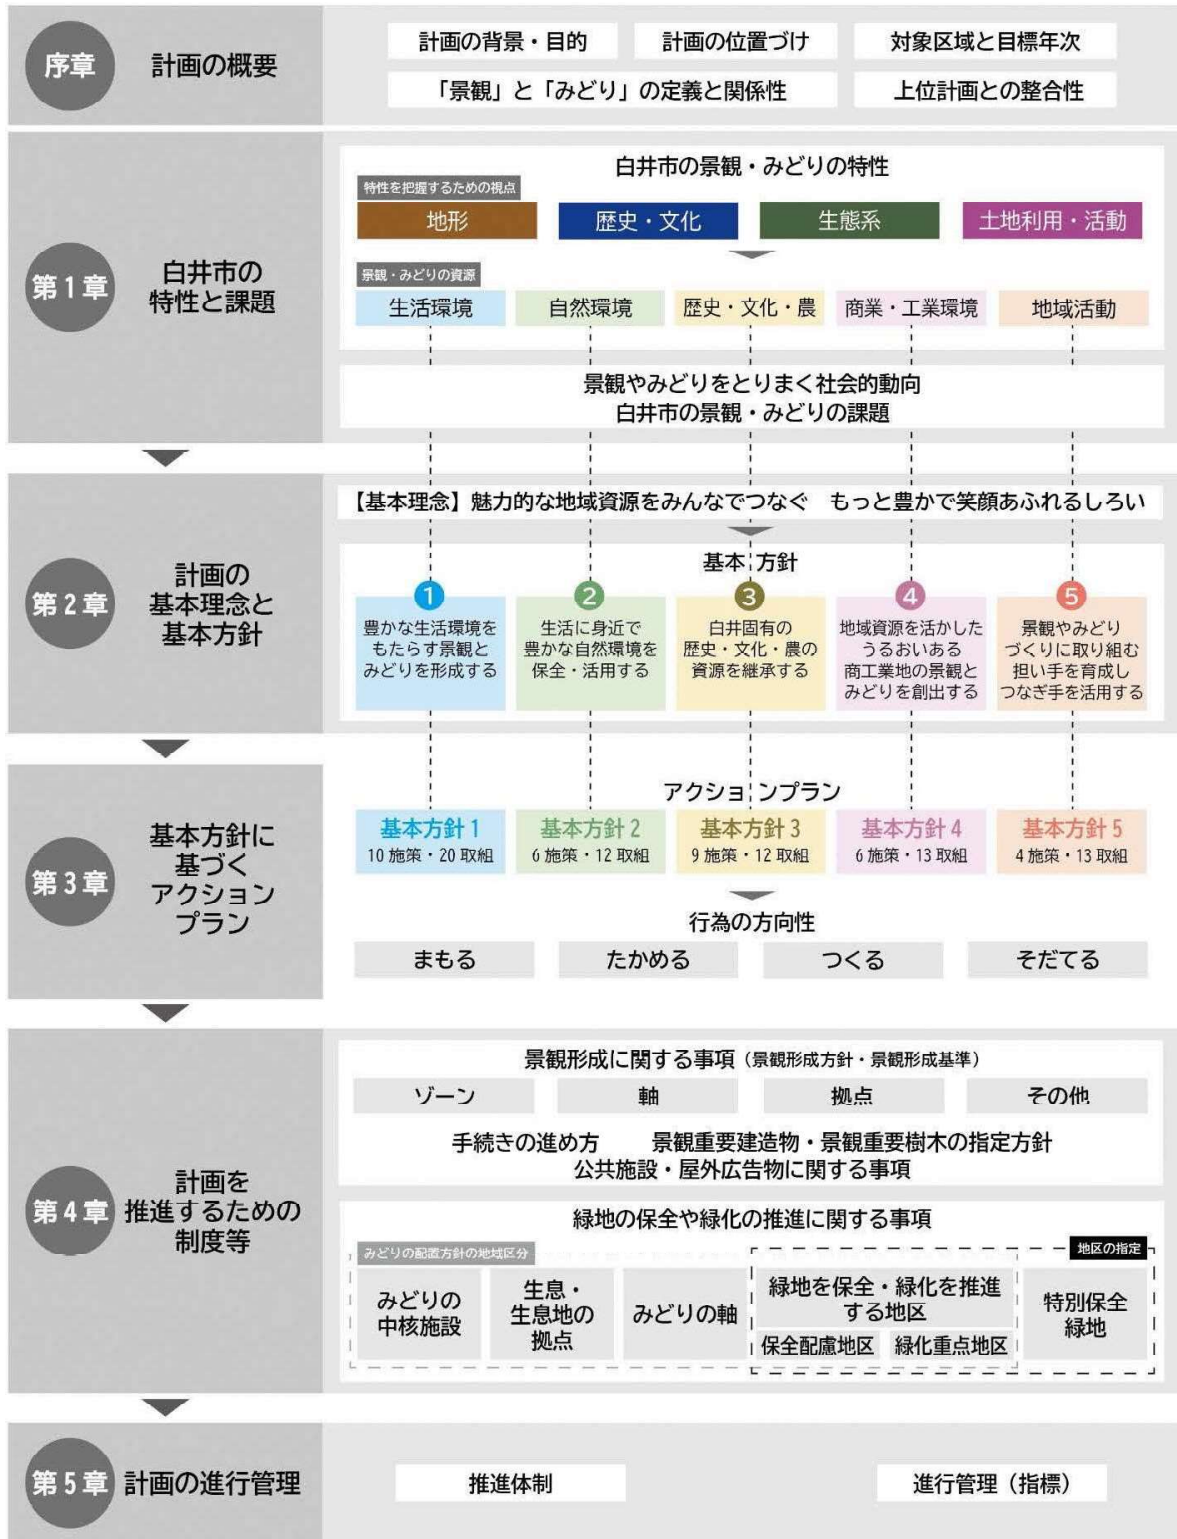 序章
計画の概要
計画の背景・目的
計画の位置づけ
対象区域と目標年次
「景観」と「みどり」の定義と関係性
上位計画との整合性
第1章
白井市の
特性と課題
白井市の景観・みどりの特性
特性を把握するための視点
地形
歴史・文化
生態系
土地利用・活動
景観・みどりの資源
生活環境
自然環境
歴史・文化・農
商業・工業環境
地域活動
景観やみどりをとりまく社会的動向
白井市の景観・みどりの課題
第2章
計画の
基本理念と
基本方針
【基本理念】魅力的な地域資源をみんなでつなぐ　もっと豊かで笑顔あふれるしろい
基本方針
1
豊かな生活環境を
もたらす景観と
みどりを形成する
2
生活に身近で
豊かな自然環境を
保全・活用する
3
白井固有の
歴史・文化・農の
資源を継承する
4
地域資源を活かした
うるおいある
商工業地の景観と
みどりを創出する
5
景観やみどり
づくりに取り組む
担い手を育成し
つなぎ手を活用する
第3章
基本方針に
基づく
アクション
プラン
アクションプラン
基本方針1
10施策・20取組
基本方針2
6施策・12取組
基本方針3
9施策・12取組
基本方針4
6施策・13取組
基本方針5
4施策・13取組
行為の方向性
まもる
たかめる
つくる
そだてる
第4章
計画を
推進するための
制度等
景観形成に関する事項（景観形成方針・景観形成基準）
ゾーン
軸
拠点
その他
手続きの進め方　景観重要建造物・景観重要樹木の指定方針
公共施設・屋外広告物に関する事項
緑地の保全や緑化の推進に関する事項
みどりの配置方針の地域区分
地区の指定
みどりの
中核施設
生息・
生息地の
拠点
みどりの軸
緑地を保全・緑化を推進
する地区
保全配慮地区
緑化重点地区
特別保全
緑地
第5章
計画の進行管理
推進体制
進行管理（指標）